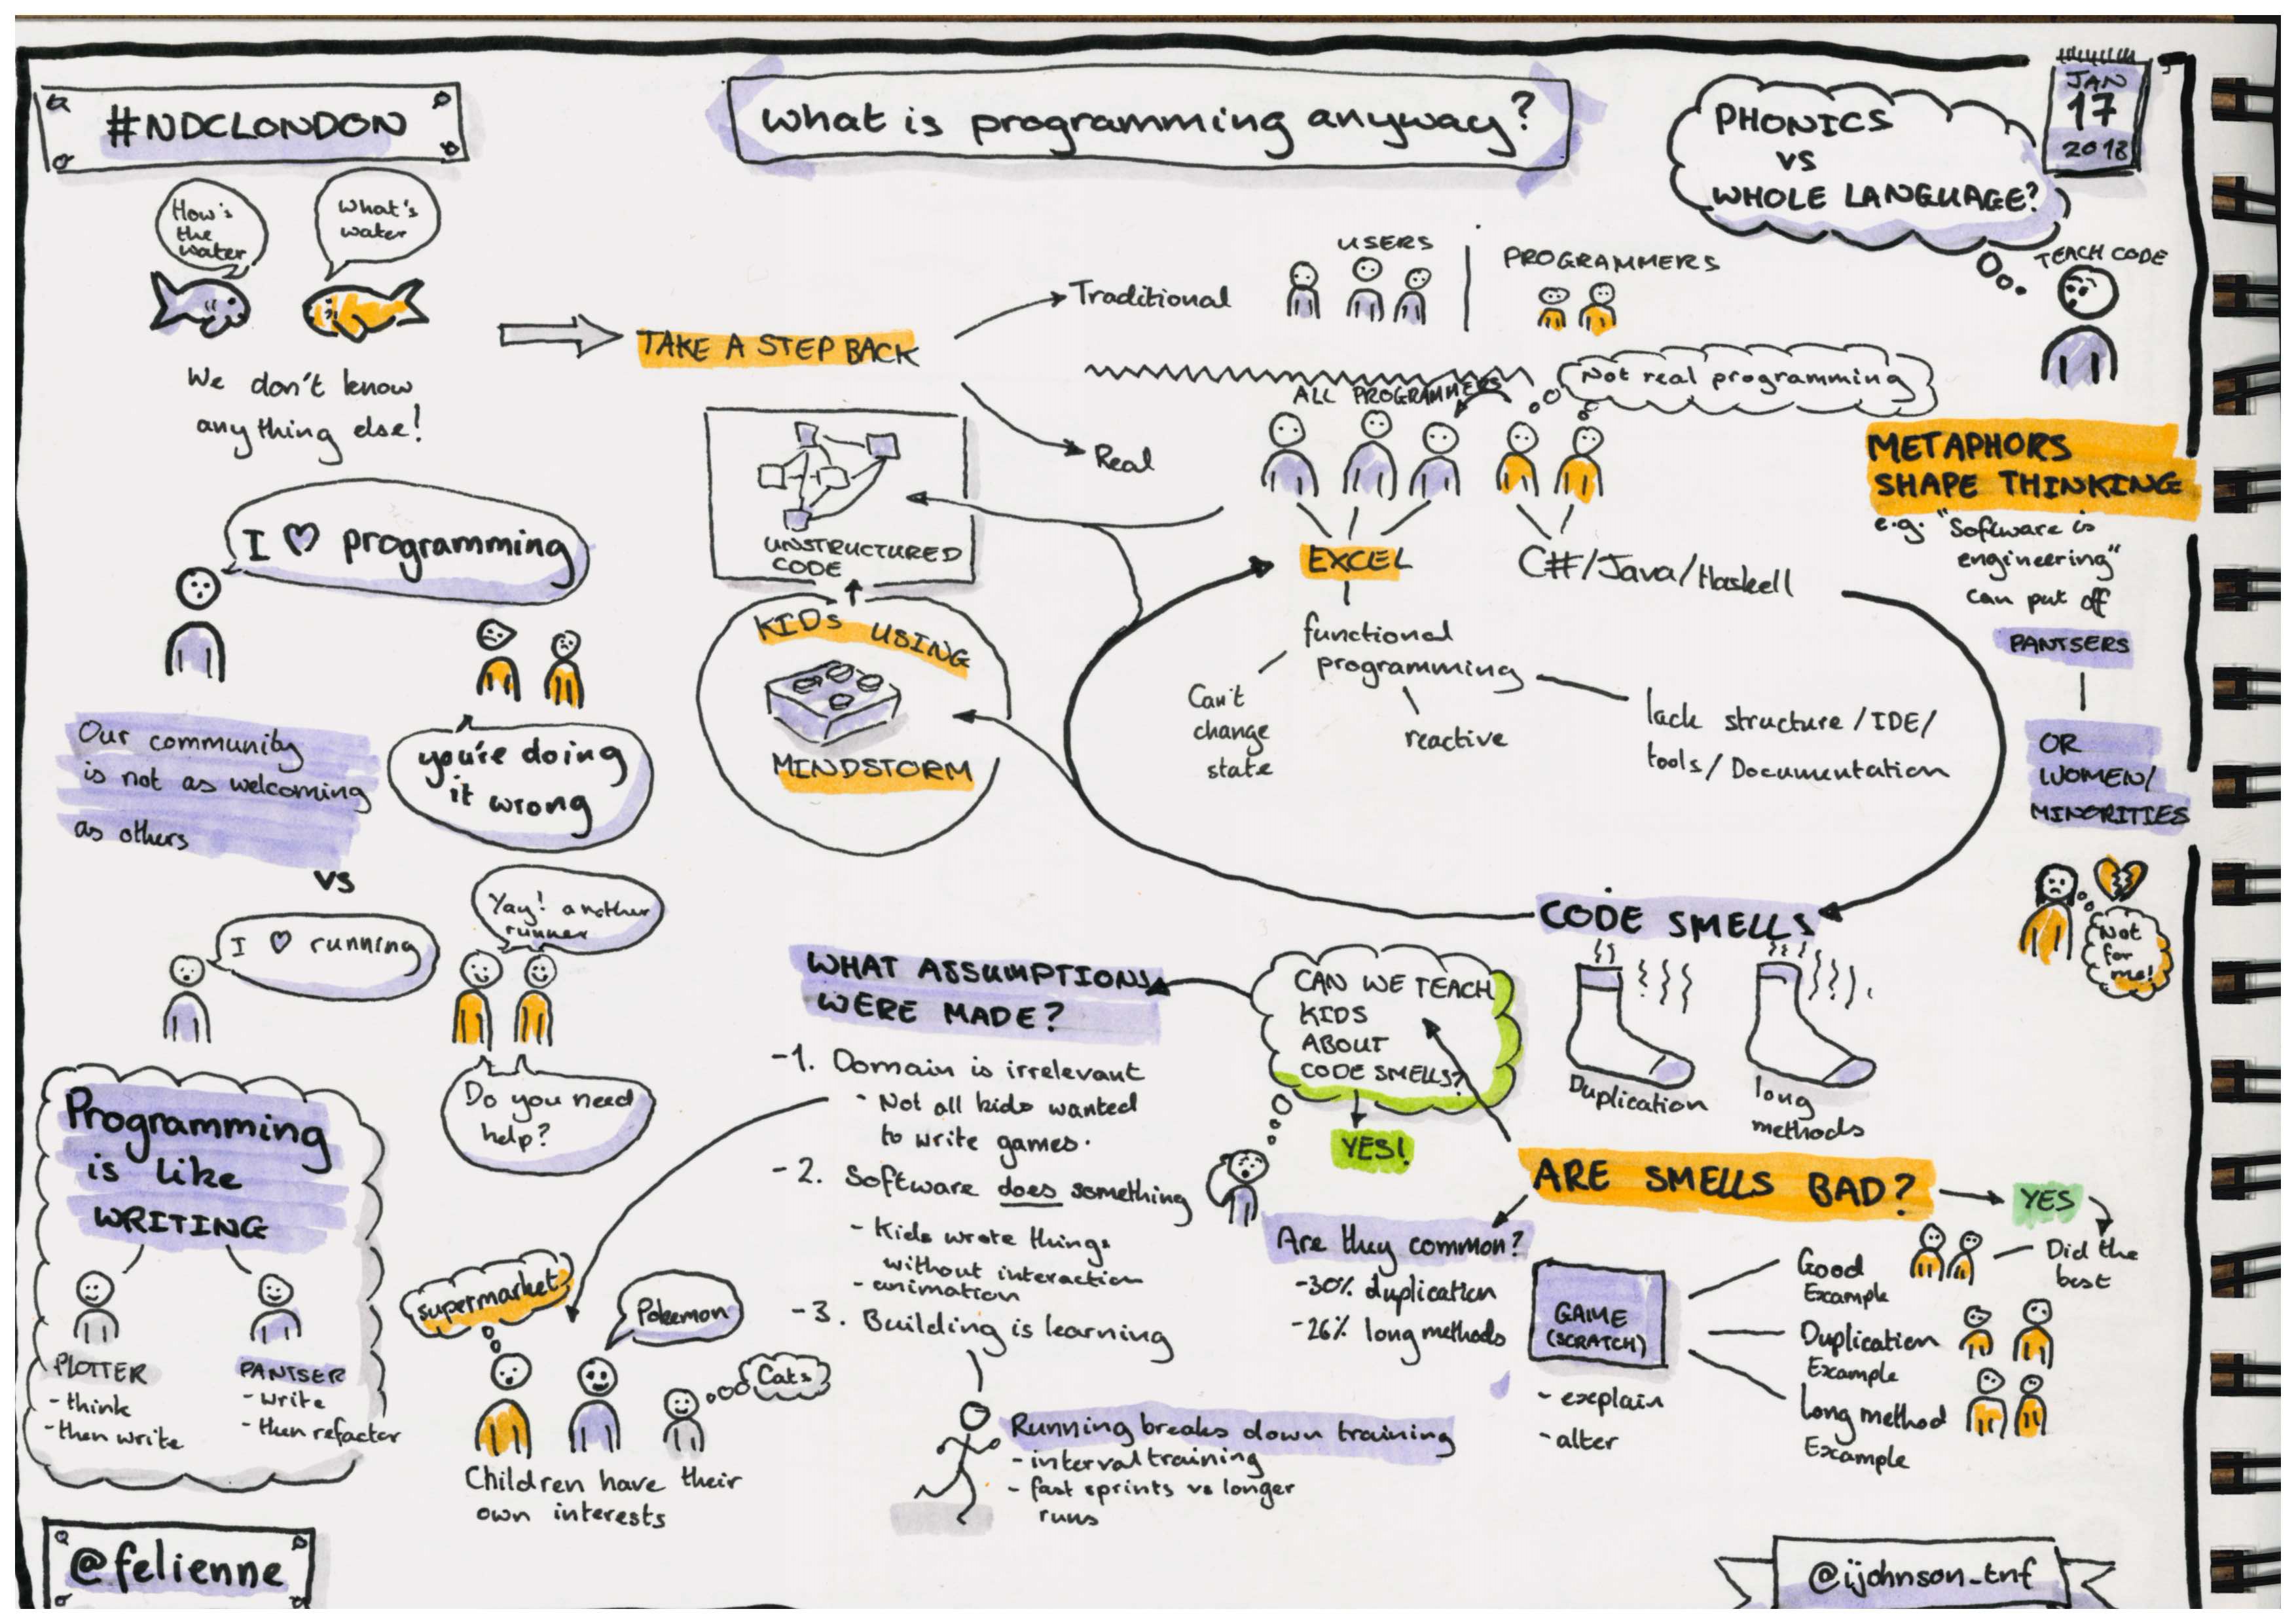 #NDCLONDON
what is programming anyway?
PHONICS
vs
WHOLE LANGUAGE?
JAN
17
2018
TEACH CODE
How's
the
water
What's
water
We don't know
anything else!
TAKE A STEP BACK
Traditional
USERS
PROGRAMMERS
Real
ALL PROGRAMMERS
Not real programming
EXCEL
C#/Java/Haskell
functional
programming
Can't
change
state
reactive
lack structure/IDE/
tools/Documentation
UNSTRUCTURED
CODE
KIDS USING
MINDSTORM
METAPHORS
SHAPE THINKING
e.g. "Software is
engineering"
can put off
PANTSERS
OR
WOMEN/
MINORITIES
Not
for
me!
I ♡ programming
you're doing
it wrong
Our community
is not as welcoming
as others
vs
I ♡ running
Yay! another
runner
Do you need
help?
Programming
is like
WRITING
PLOTTER
- think
- then write
PANTSER
- write
- then refactor
CODE SMELLS
Duplication
long
methods
CAN WE TEACH
KIDS
ABOUT
CODE SMELLS?
YES!
WHAT ASSUMPTIONS
WERE MADE?
-1. Domain is irrelevant
• Not all kids wanted
to write games.
-2. Software does something
- Kids wrote things
without interaction
- animation
-3. Building is learning
Running breaks down training
- interval training
- fast sprints vs longer
runs
supermarket
Pokemon
Cats
Children have their
own interests
ARE SMELLS BAD?
YES
Did the
best
Are they common?
-30% duplication
-26% long methods
GAME
(SCRATCH)
- explain
- alter
Good
Example
Duplication
Example
Long method
Example
@felienne
@ijohnson_tnf